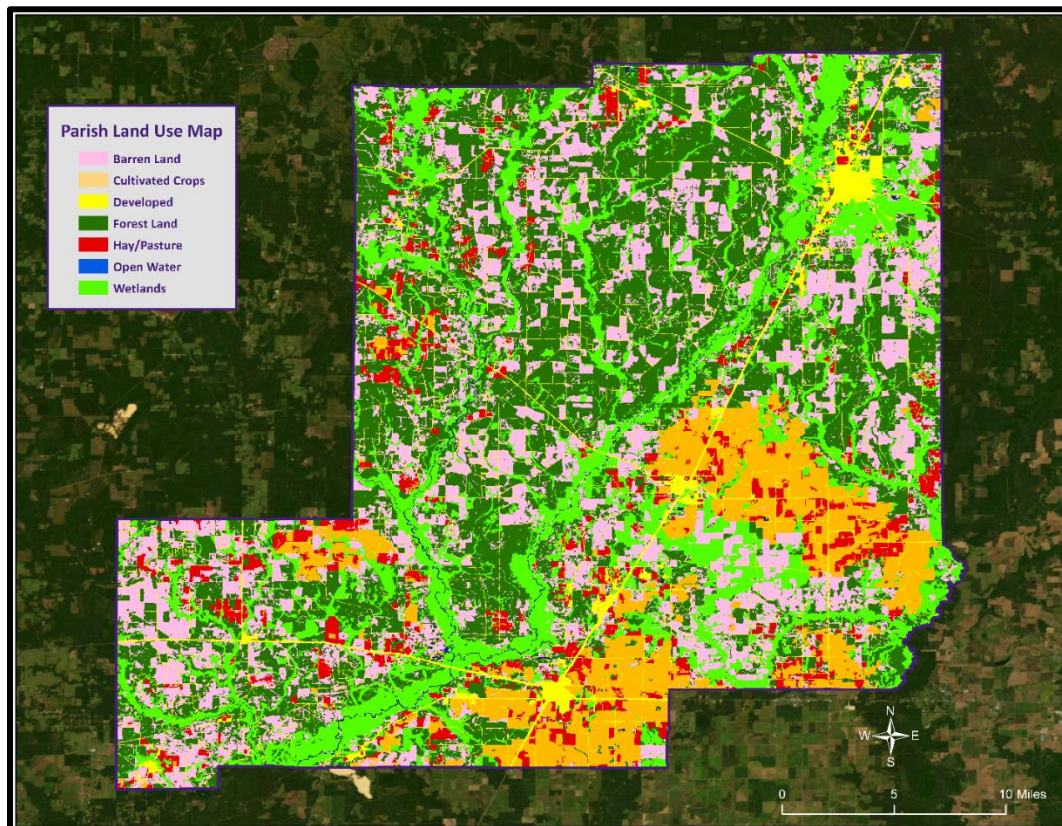 Parish Land Use Map
Barren Land
Cultivated Crops
Developed
Forest Land
Hay/Pasture
Open Water
Wetlands
N
W E
S
0 5 10 Miles